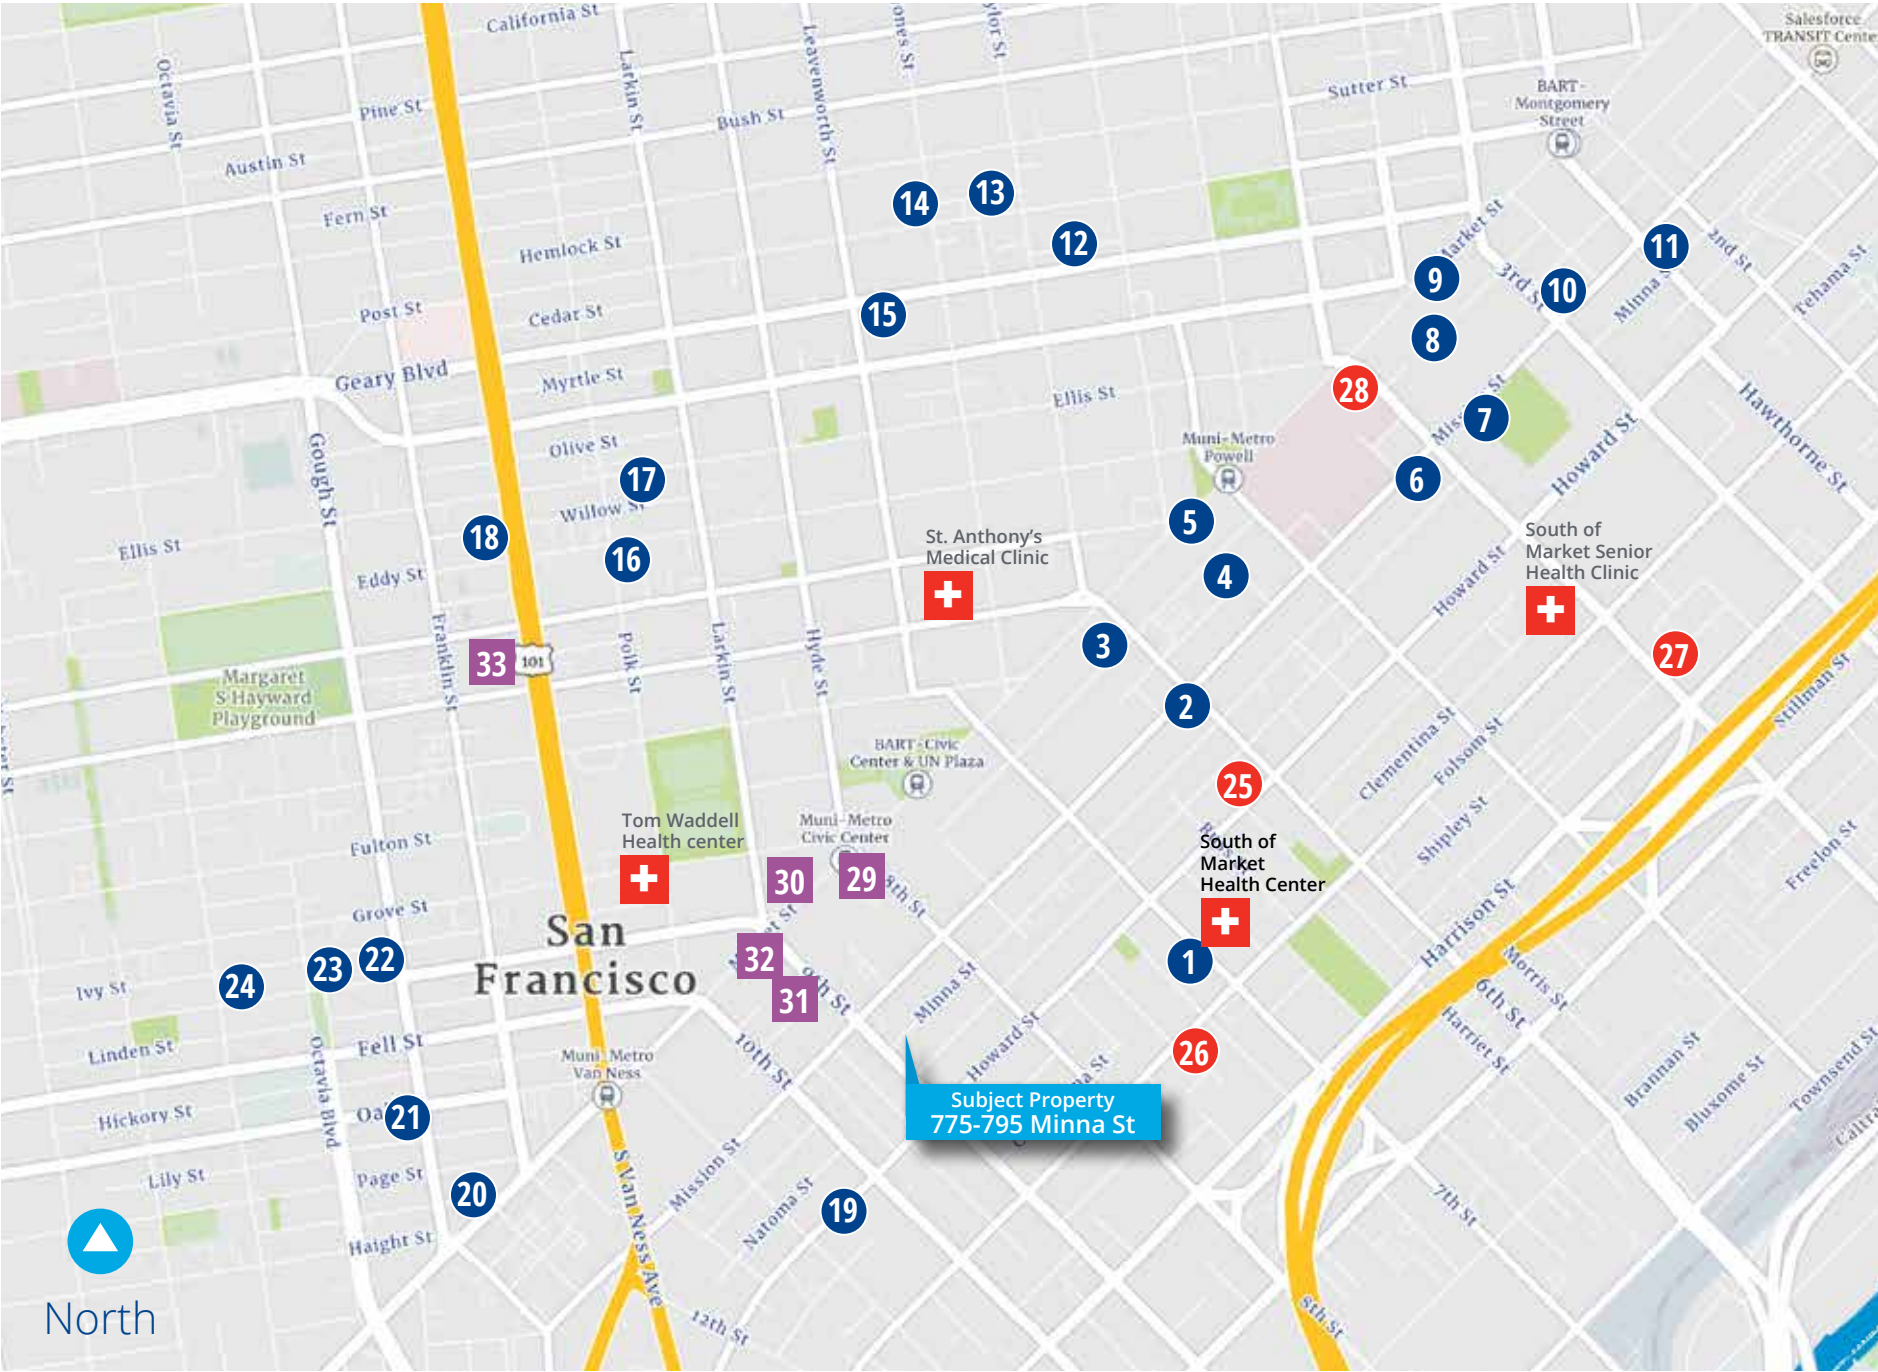 California St
Salesforce
TRANSIT Cente
Octavia St
Larkin St
Leavenworth St
ones St
ylor St
Pine St
Bush St
Sutter St
BART-
Montgomery
Street
Austin St
Fern St
14
13
12
Market St
11
2nd St
Hemlock St
9
3rd St
10
Minna
Tehama St
Post St
Cedar St
15
8
Geary Blvd
Myrtle St
Ellis St
28
7
Hawthorne St
Gough St
Olive St
Muni-Metro
Powell
Howard St
17
6
Willow St
18
5
Ellis St
16
St. Anthony's
Medical Clinic
South of
Market Senior
Health Clinic
Eddy St
4
Howard St
Franklin St
33
101
Polk St
Larkin St
Hyde St
3
27
Margaret
S Hayward
Playground
2
Stillman St
BART-Civic
Center & UN Plaza
Clementina St
Folsom St
25
Tom Waddell
Health center
Muni-Metro
Civic Center
South of
Market
Health Center
Shipley St
Freelon St
Fulton St
30
29
8th St
Grove St
San
Francisco
32
1
Harrison St
22
23
24
Ivy St
31
9th St
Minna St
Morris St
6th St
Linden St
Fell St
Octavia Blvd
10th St
Howard St
26
Harriet St
Brannan St
Muni Metro
Van Ness
Bluxome St
Townsend St
Caltra
Hickory St
Oa
21
Subject Property
775-795 Minna St
Lily St
Page St
20
S Van Ness Ave
Mission St
Natoma St
19
7th St
Haight St
North
12th St
8th St